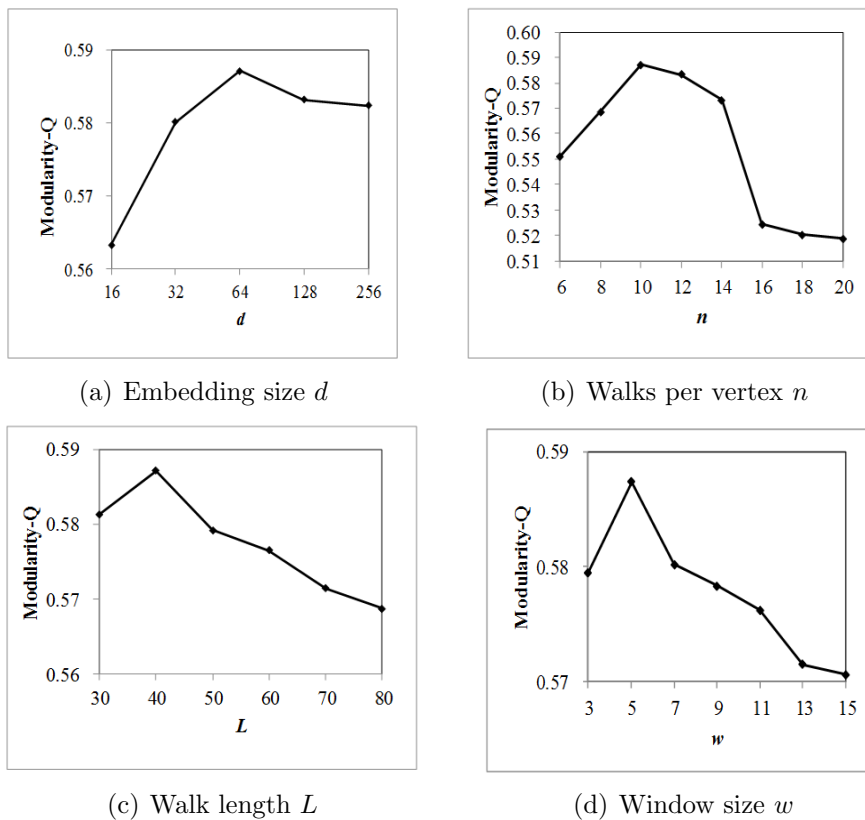 0.59
0.58
0.57
0.56
Modularity-Q
16 32 64 128 256
d
(a) Embedding size d
0.60
0.59
0.58
0.57
0.56
0.55
0.54
0.53
0.52
0.51
Modularity-Q
6 8 10 12 14 16 18 20
n
(b) Walks per vertex n
0.59
0.58
0.57
0.56
Modularity-Q
30 40 50 60 70 80
L
(c) Walk length L
0.59
0.58
0.57
Modularity-Q
3 5 7 9 11 13 15
w
(d) Window size w